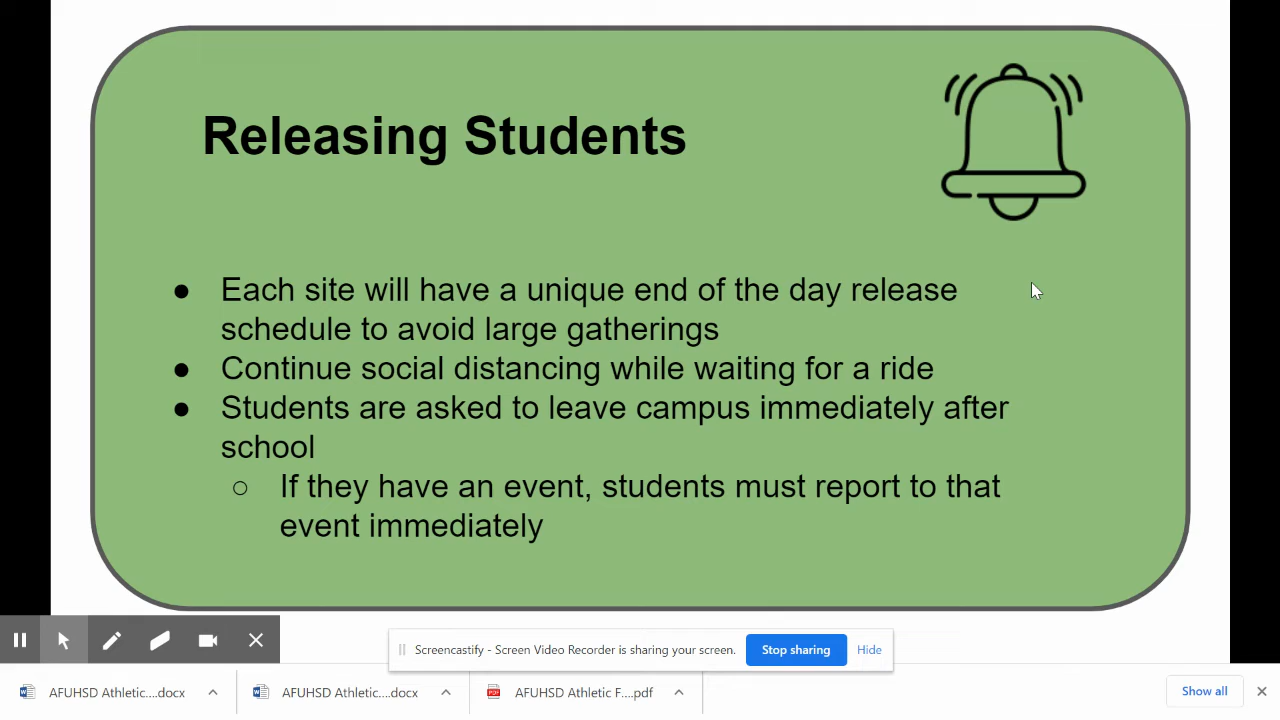 Releasing Students
● Each site will have a unique end of the day release
schedule to avoid large gatherings
● Continue social distancing while waiting for a ride
● Students are asked to leave campus immediately after
school
○ If they have an event, students must report to that
event immediately
Screencastify - Screen Video Recorder is sharing your screen. Stop sharing Hide
AFUHSD Athletic....docx AFUHSD Athletic....docx AFUHSD Athletic F....pdf Show all